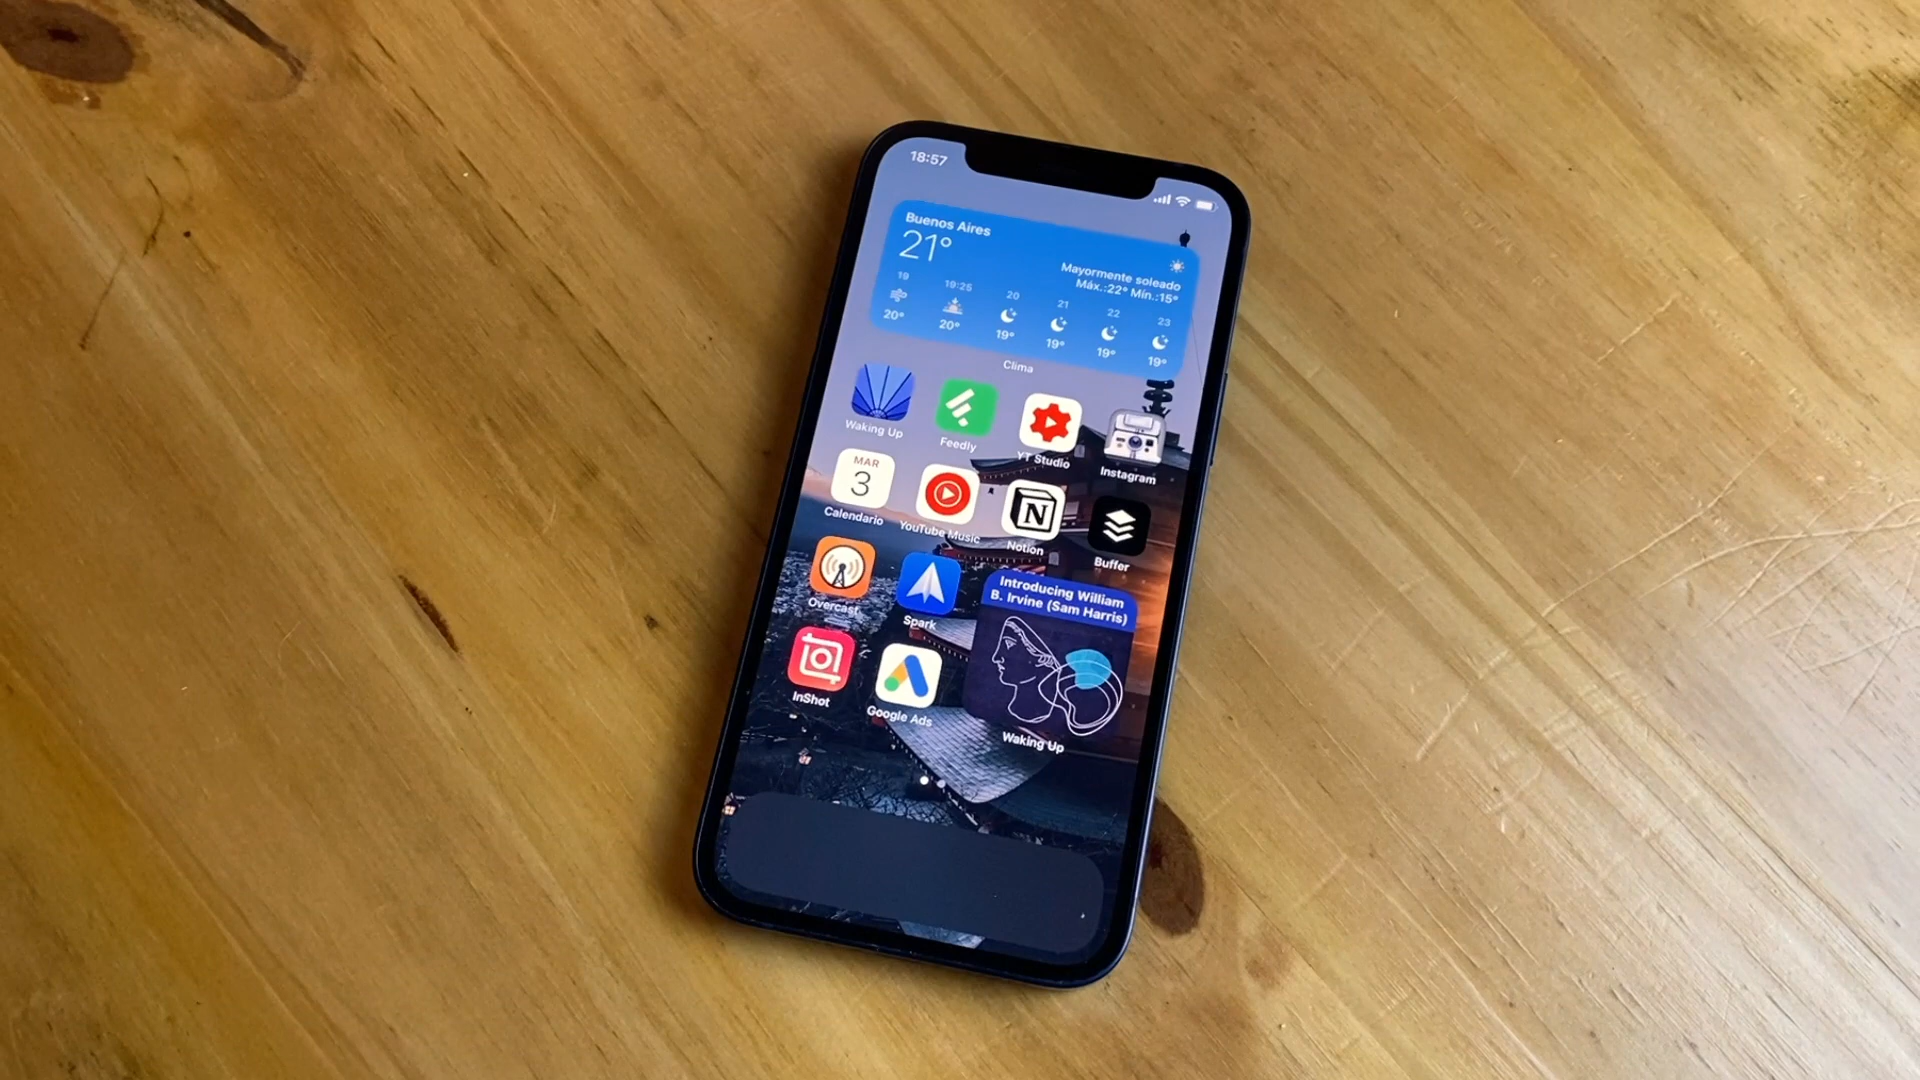 18:57
Buenos Aires
21°
Mayormente soleado
Máx.:22° Mín.:15°
19 19:25 20 21 22 23
20° 20° 19° 19° 19° 19°
Clima
Waking Up Feedly YT Studio Instagram
MAR
3
N
Calendario YouTube Music Notion Buffer
Overcast Spark
Introducing William
B. Irvine (Sam Harris)
InShot Google Ads
Waking Up